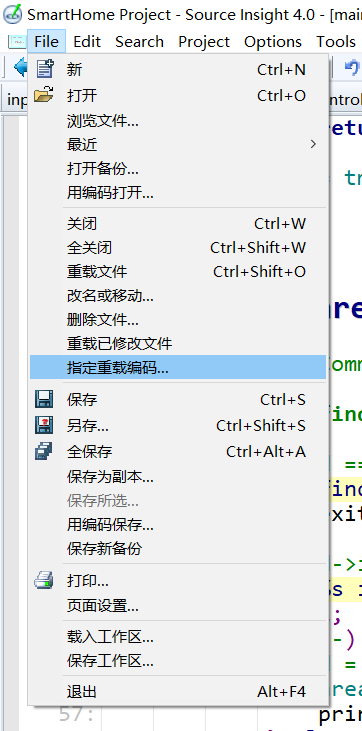 SmartHome Project - Source Insight 4.0 - [mai
File Edit Search Project Options Tools
新 Ctrl+N
打开 Ctrl+O
浏览文件...
最近
打开备份...
用编码打开...
关闭 Ctrl+W
全关闭 Ctrl+Shift+W
重载文件 Ctrl+Shift+O
改名或移动...
删除文件...
重载已修改文件
指定重载编码...
保存 Ctrl+S
另存... Ctrl+Shift+S
全保存 Ctrl+Alt+A
保存为副本...
保存所选...
用编码保存...
保存新备份
打印...
页面设置...
载入工作区...
保存工作区...
退出 Alt+F4
inp
ntrol
retu
tr
are
omm
find
==
find
exit
->i
%s i
;
-)
=
rea
57: prin